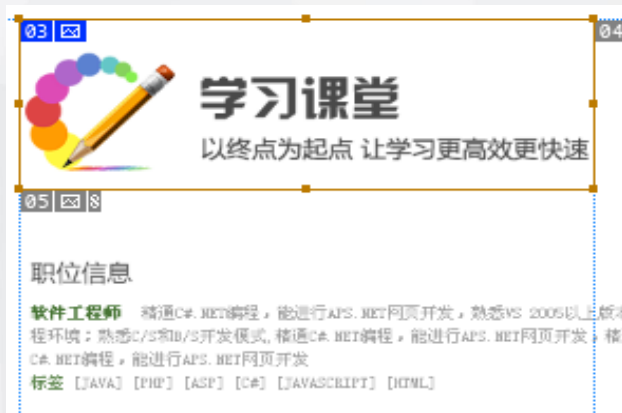 03
04
学习课堂
以终点为起点 让学习更高效更快速
05 8
职位信息
软件工程师 精通C#.NET编程，能进行APS.NET网页开发，熟悉VS 2005以上版本
程环境；熟悉C/S和B/S开发模式,精通C#.NET编程，能进行APS.NET网页开发，精
C#.NET编程，能进行APS.NET网页开发
标签 [JAVA] [PHP] [ASP] [C#] [JAVASCRIPT] [HTML]